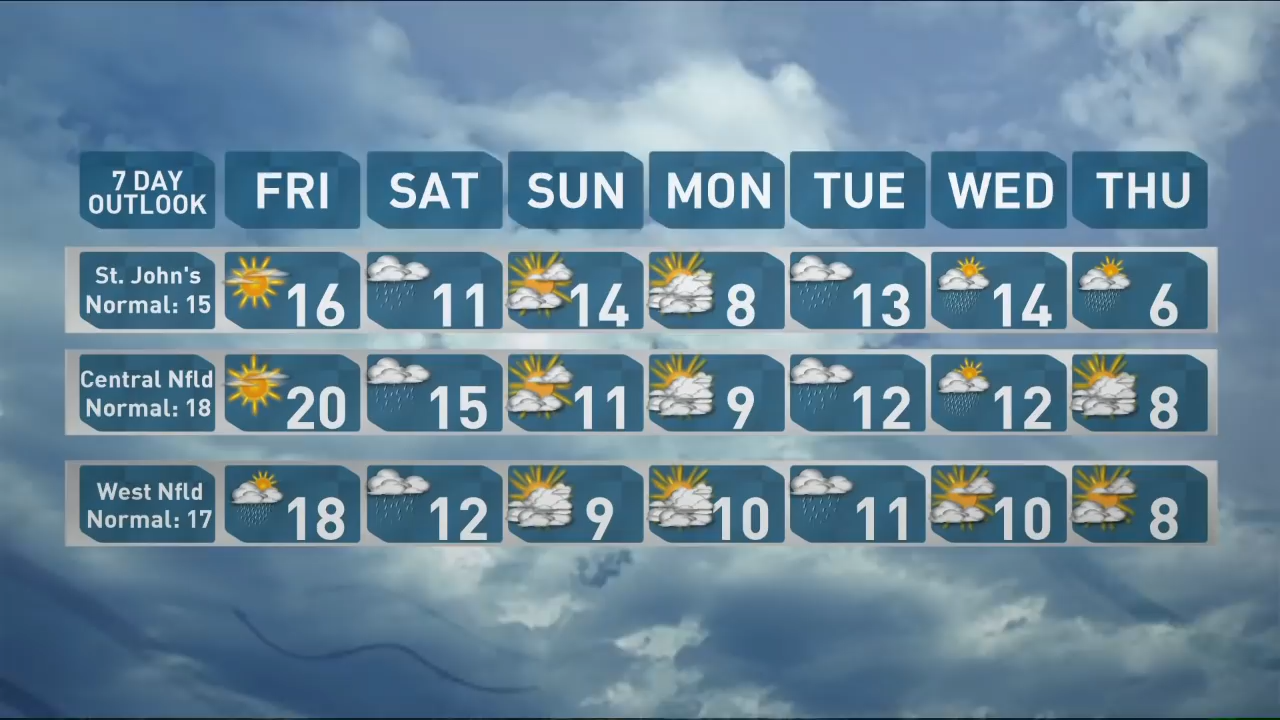 7 DAY
OUTLOOK
FRI SAT SUN MON TUE WED THU
St. John's
Normal: 15
16 11 14 8 13 14 6
Central Nfld
Normal: 18
20 15 11 9 12 12 8
West Nfld
Normal: 17
18 12 9 10 11 10 8